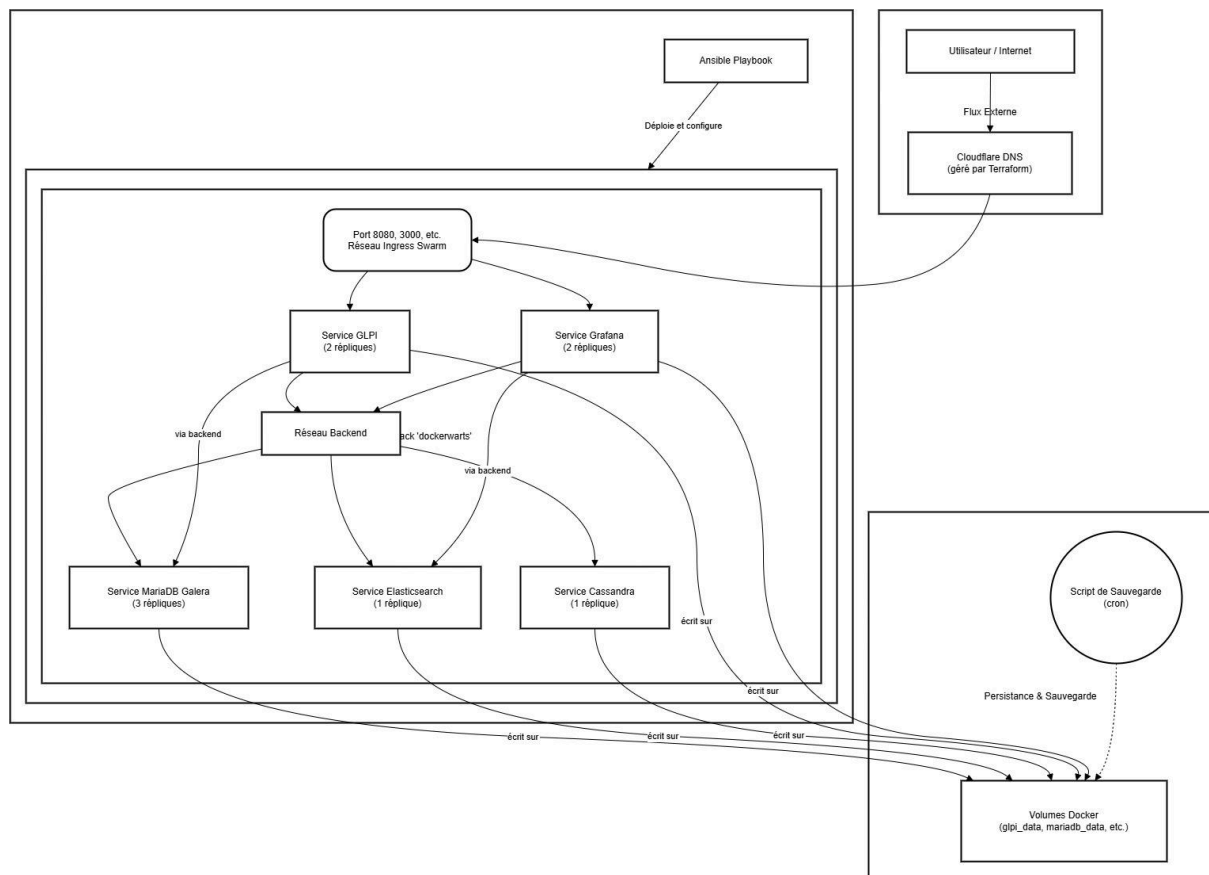 Ansible Playbook
Utilisateur / Internet
Déploie et configure
Flux Externe
Cloudflare DNS
(géré par Terraform)
Port 8080, 3000, etc.
Réseau Ingress Swarm
Service GLPI
(2 répliques)
Service Grafana
(2 répliques)
via backend
Réseau Backend
ack 'dockerwarts'
via backend
Service MariaDB Galera
(3 répliques)
Service Elasticsearch
(1 réplique)
Service Cassandra
(1 réplique)
Script de Sauvegarde
(cron)
écrit sur
écrit sur
Persistance & Sauvegarde
écrit sur
écrit sur
écrit sur
Volumes Docker
(glpi_data, mariadb_data, etc.)